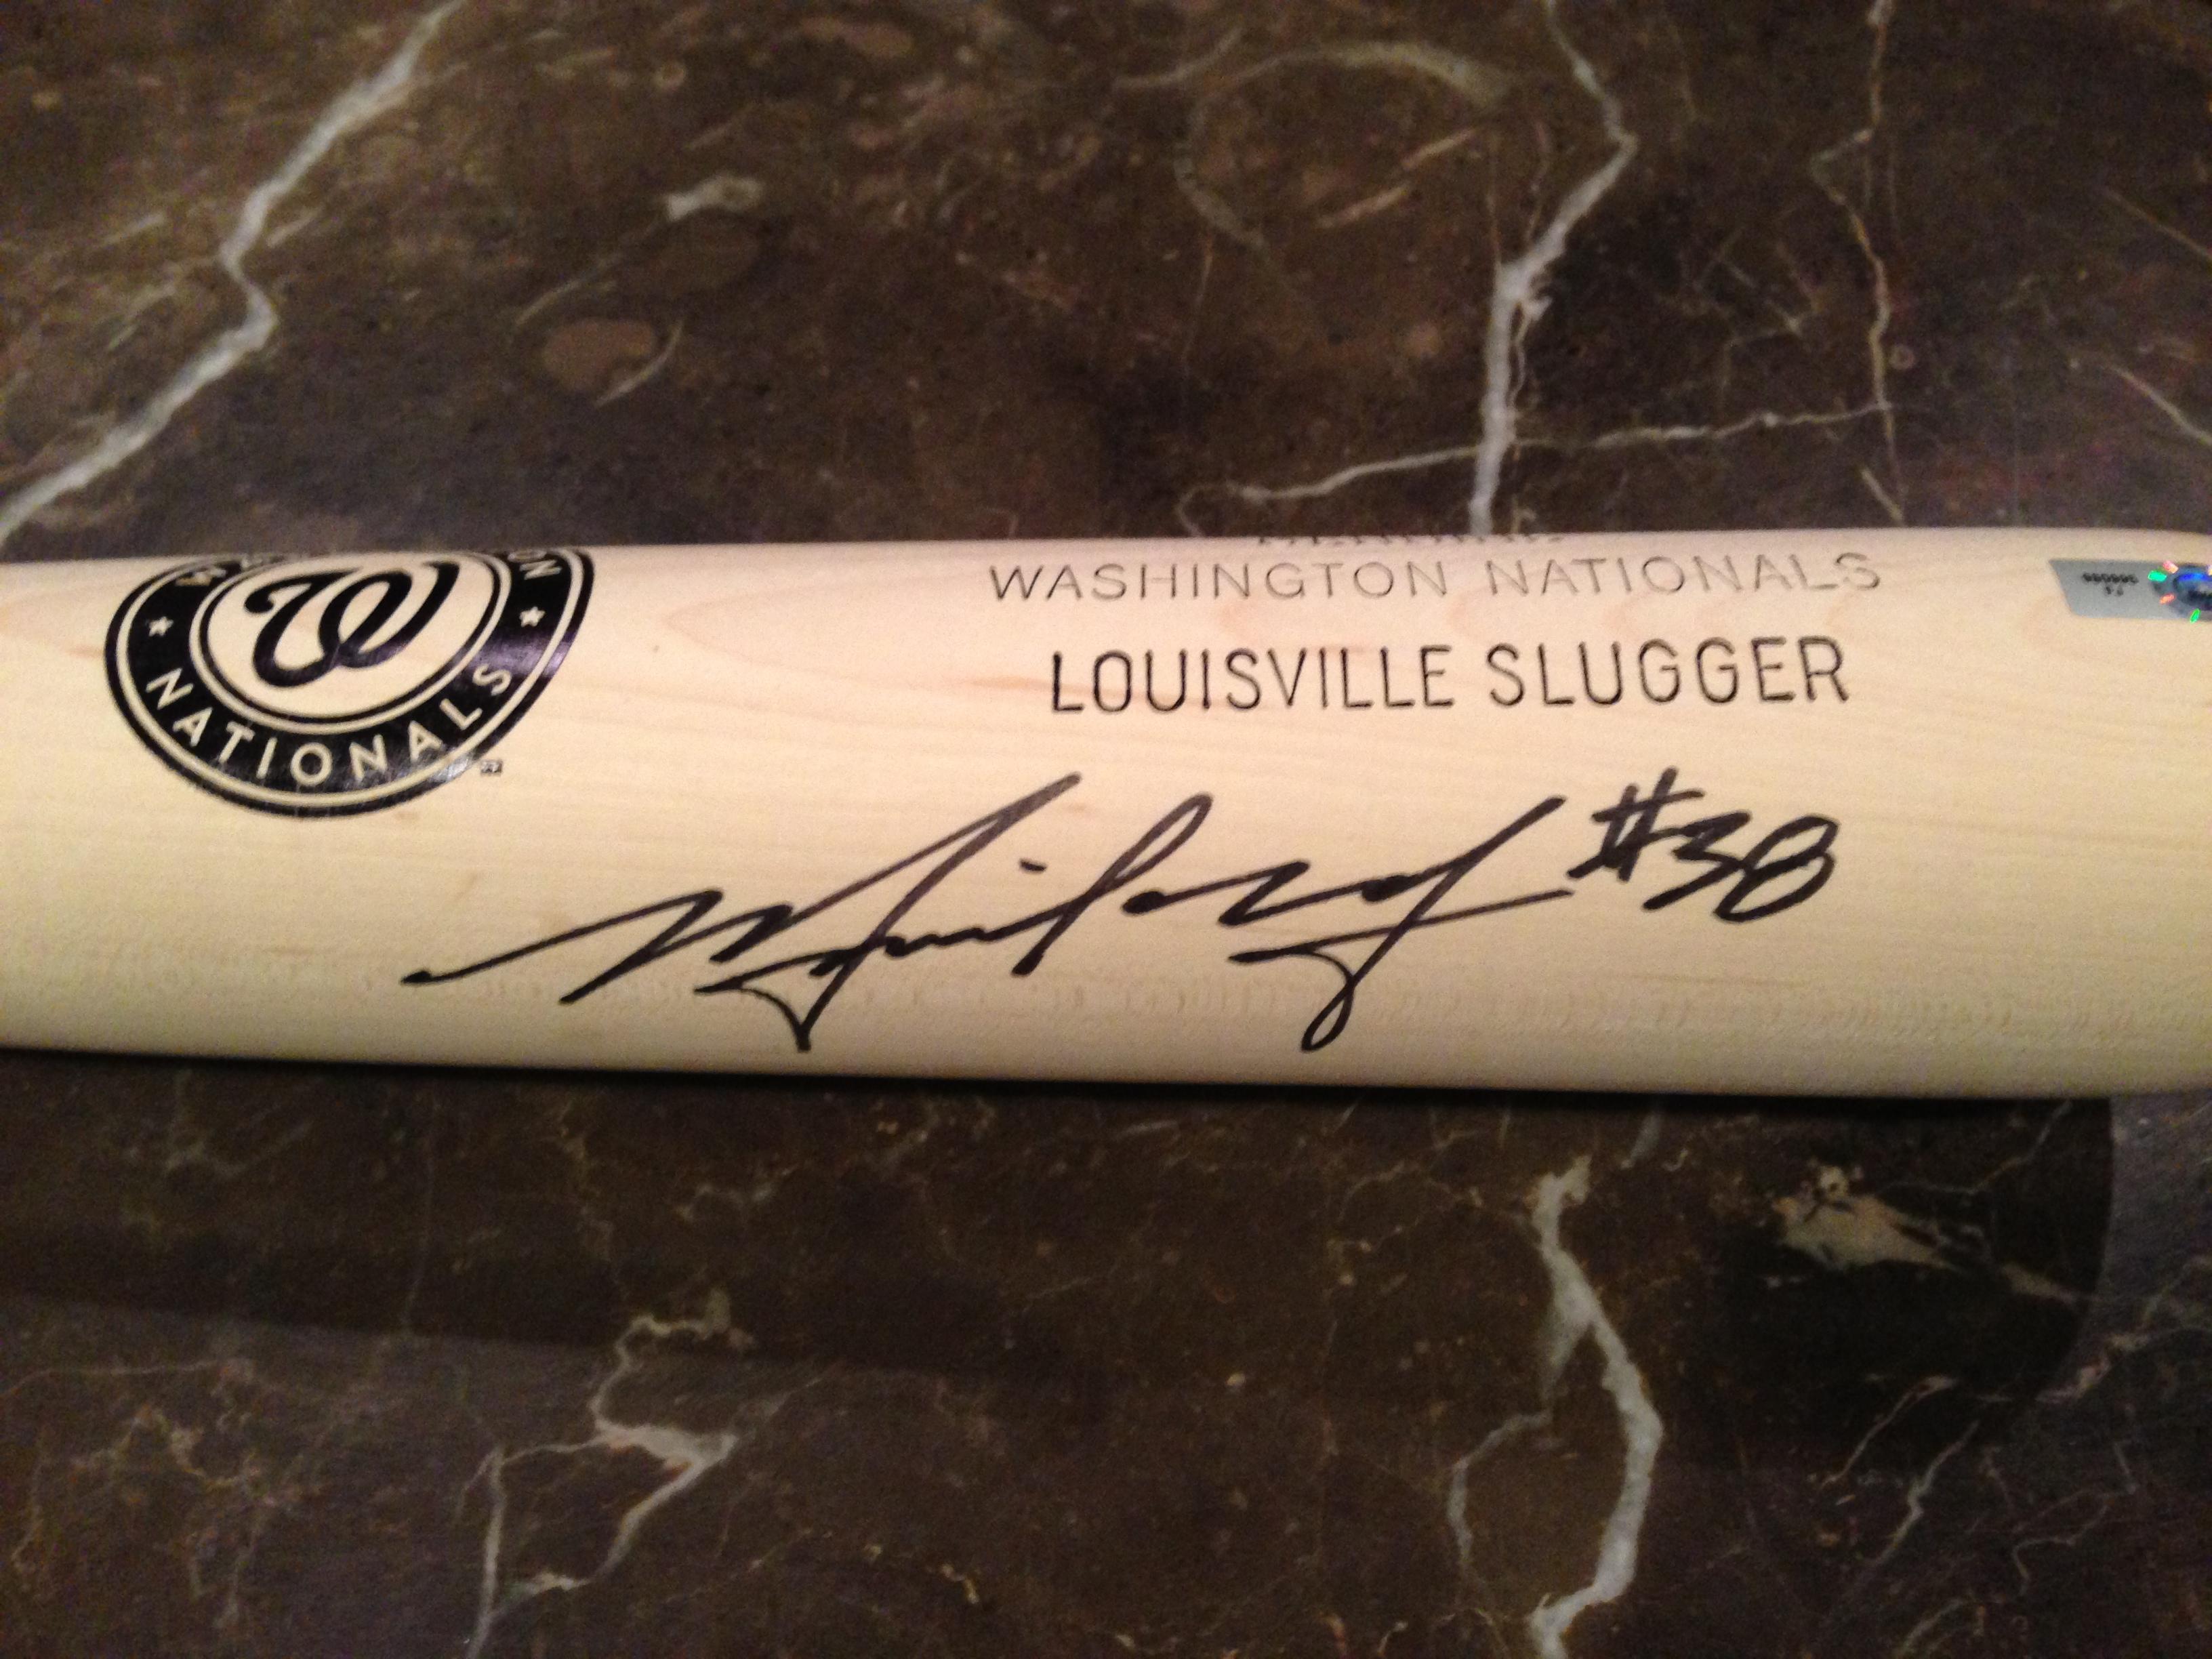 NATIONALS
W
WASHINGTON NATIONALS
LOUISVILLE SLUGGER
#38